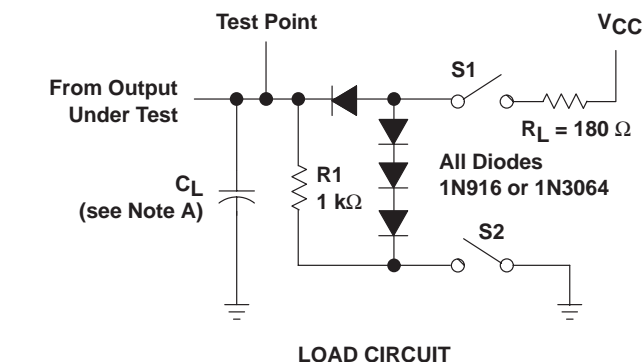 Test Point
VCC
S1
From Output
Under Test
RL = 180 Ω
All Diodes
1N916 or 1N3064
R1
1 kΩ
CL
(see Note A)
S2
LOAD CIRCUIT